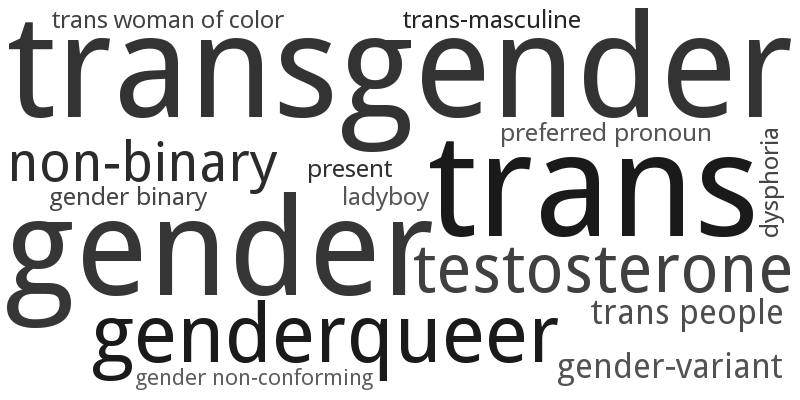 trans woman of color
trans-masculine
transgender
preferred pronoun
non-binary
present
trans
dysphoria
gender binary
ladyboy
gender
testosterone
trans people
genderqueer
gender-variant
gender non-conforming